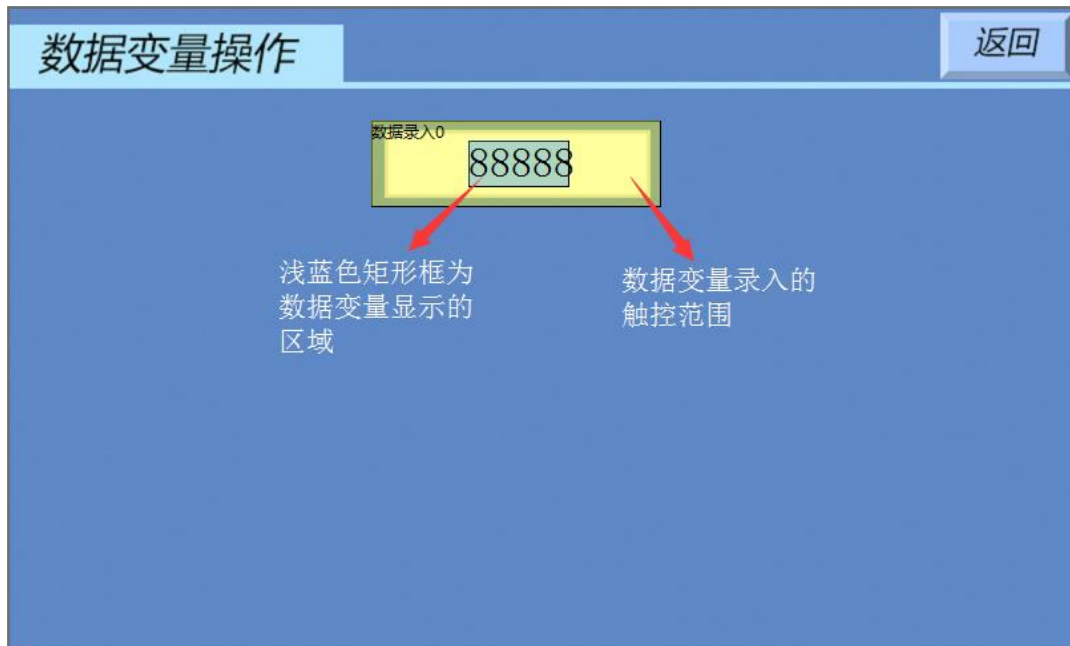 数据变量操作
返回
数据录入0
88888
浅蓝色矩形框为
数据变量显示的
区域
数据变量录入的
触控范围